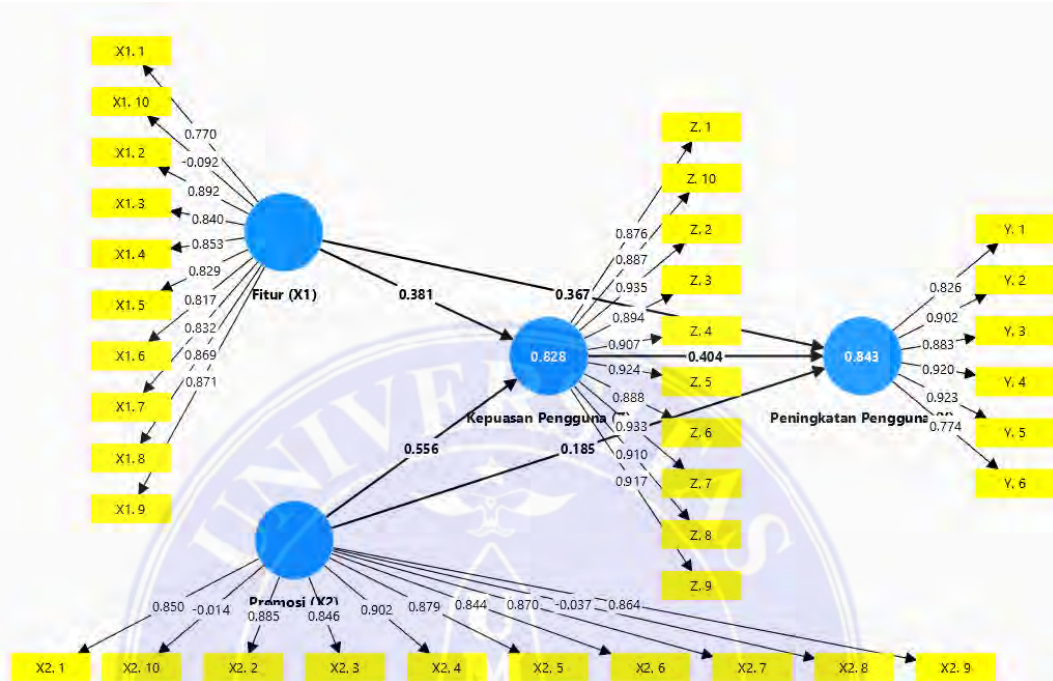 X1. 1
X1. 10
X1. 2
X1. 3
X1. 4
X1. 5
X1. 6
X1. 7
X1. 8
X1. 9
0.770
-0.092
0.892
0.840
0.853
0.829
0.817
0.832
0.869
0.871
Fitur (X1)
0.381
0.367
0.556
0.185
0.404
Z. 1
Z. 10
Z. 2
Z. 3
Z. 4
Z. 5
Z. 6
Z. 7
Z. 8
Z. 9
0.876
0.887
0.935
0.894
0.907
0.924
0.888
0.933
0.910
0.917
0.828
Kepuasan Pengguna
0.843
Peningkatan Pengguna
Y. 1
Y. 2
Y. 3
Y. 4
Y. 5
Y. 6
0.826
0.902
0.883
0.920
0.923
0.774
Promosi (X2)
0.850
-0.014
0.885
0.846
0.902
0.879
0.844
0.870
-0.037
0.864
X2. 1
X2. 10
X2. 2
X2. 3
X2. 4
X2. 5
X2. 6
X2. 7
X2. 8
X2. 9
UNIVERSITAS